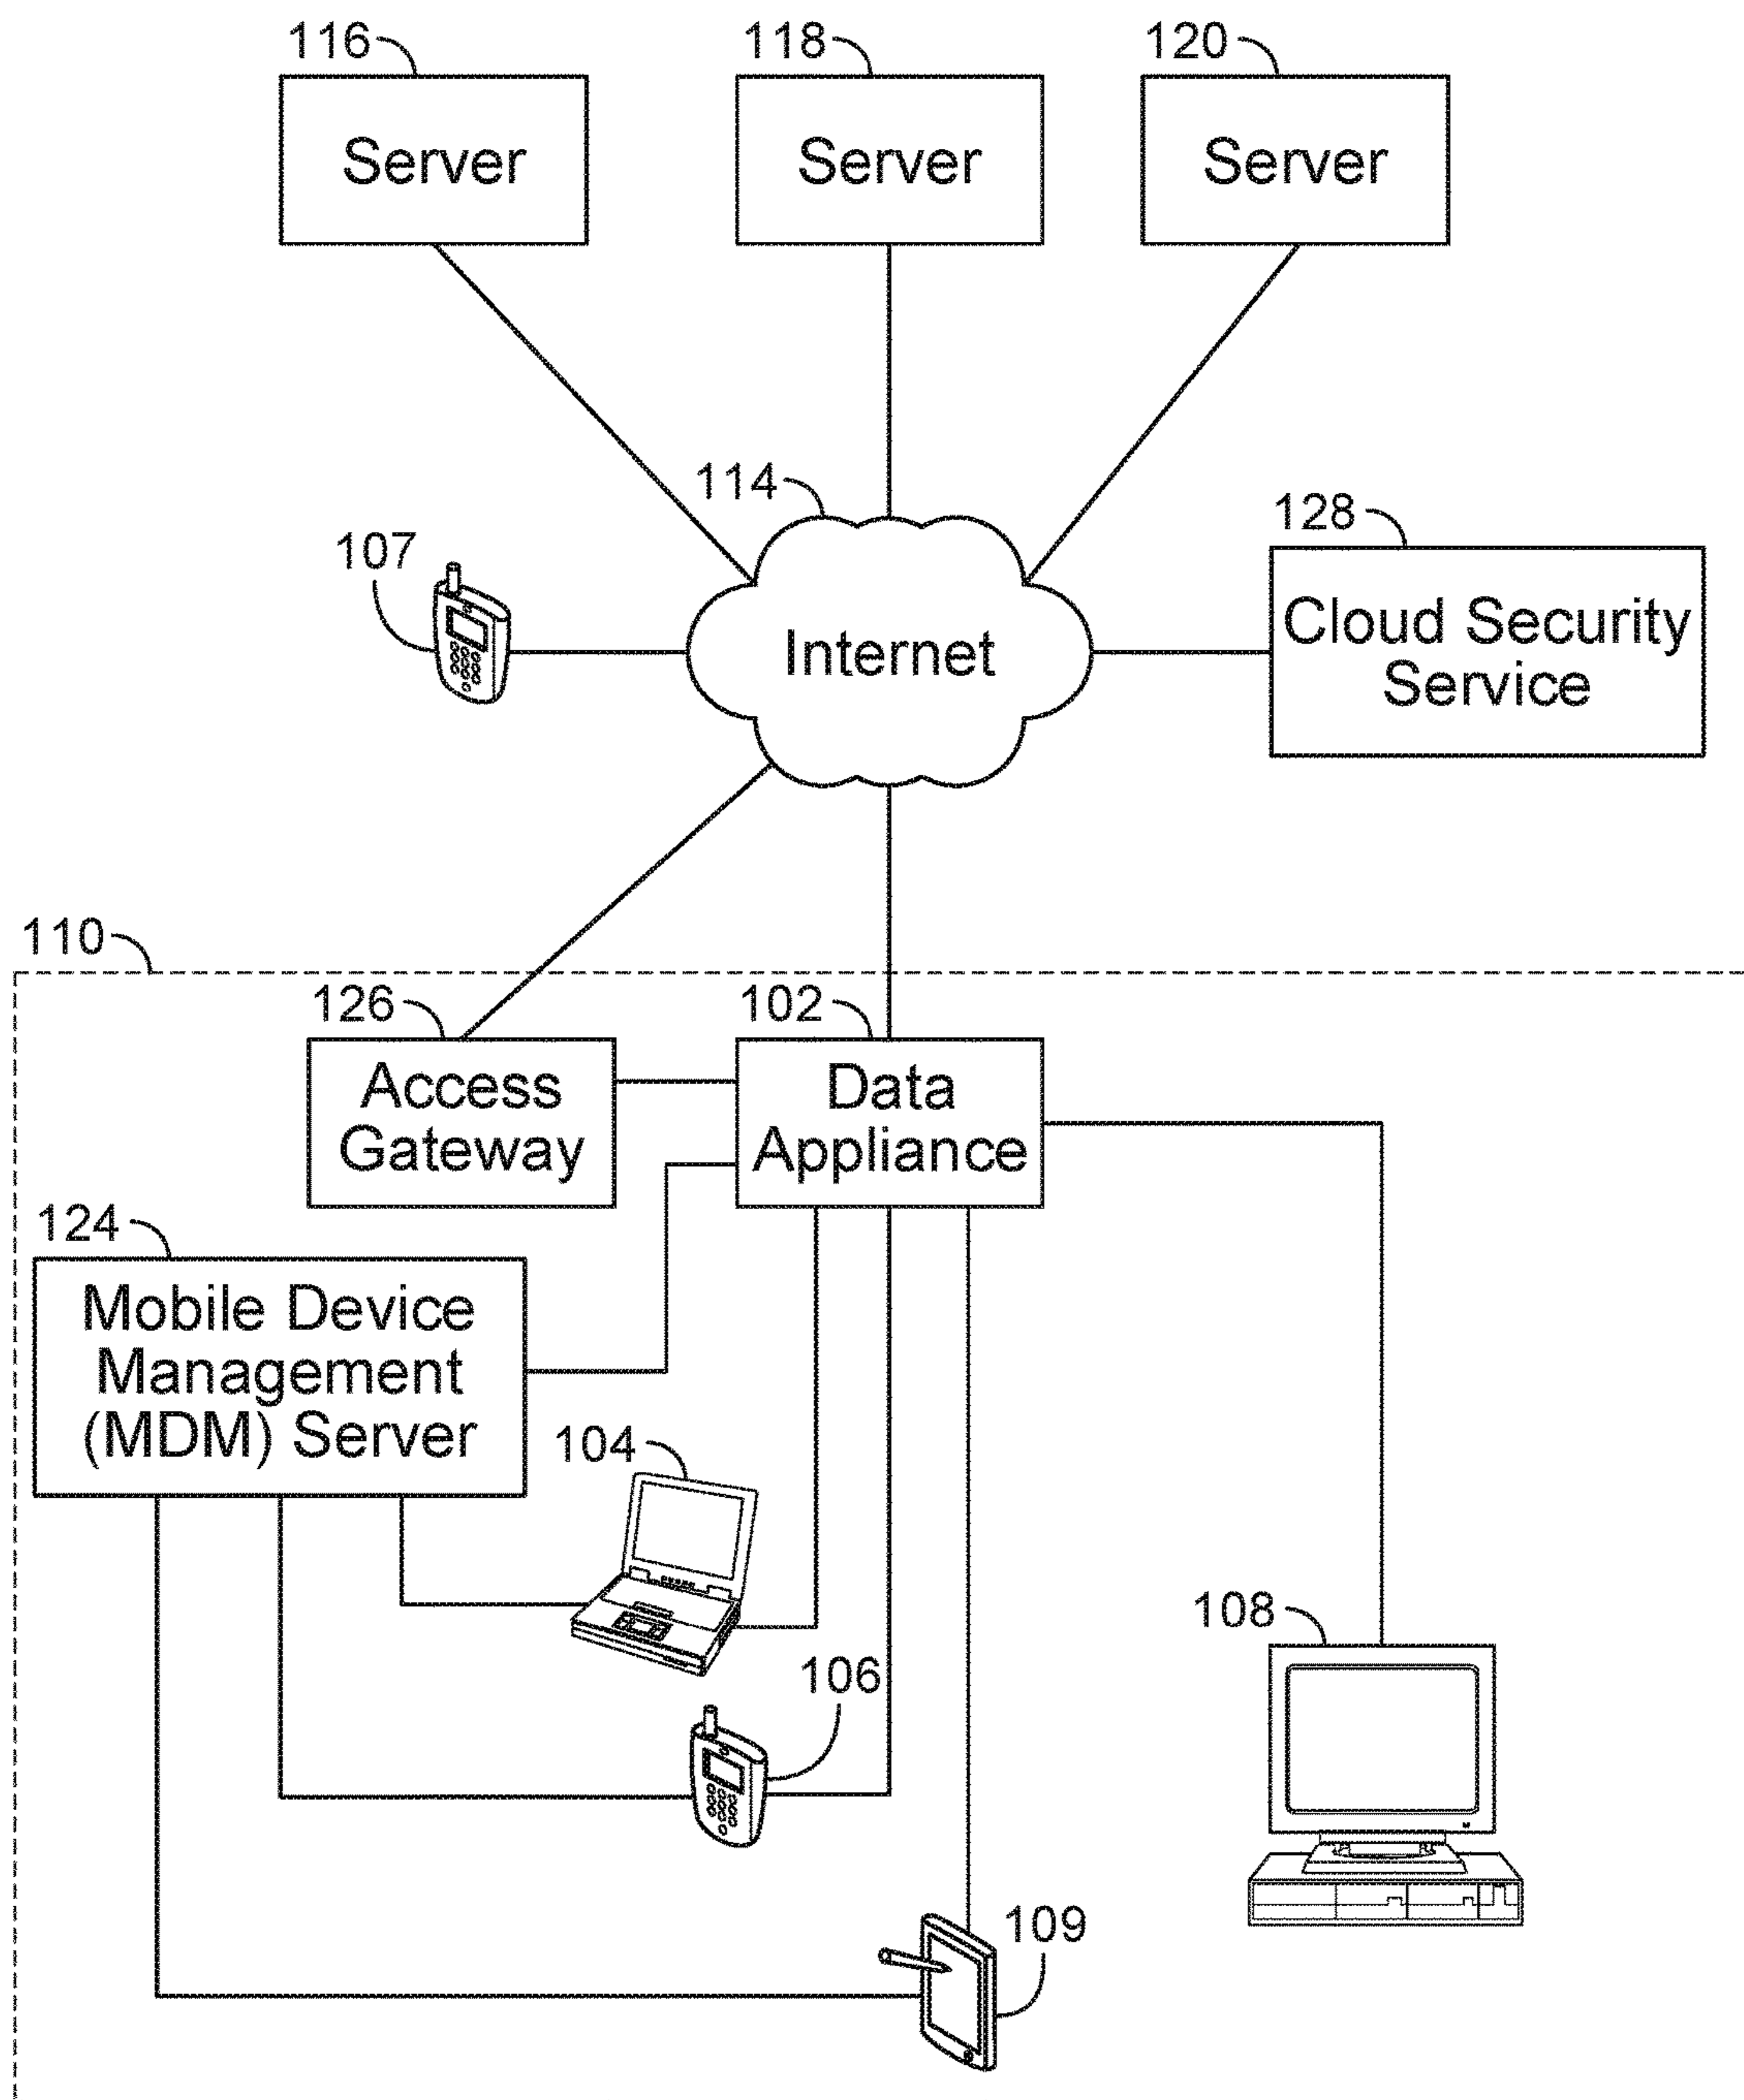 116
118
120
Server
Server
Server
114
128
107
Cloud Security
Service
Internet
110
126
102
Access
Gateway
Data
Appliance
124
Mobile Device
Management
(MDM) Server
104
108
106
109